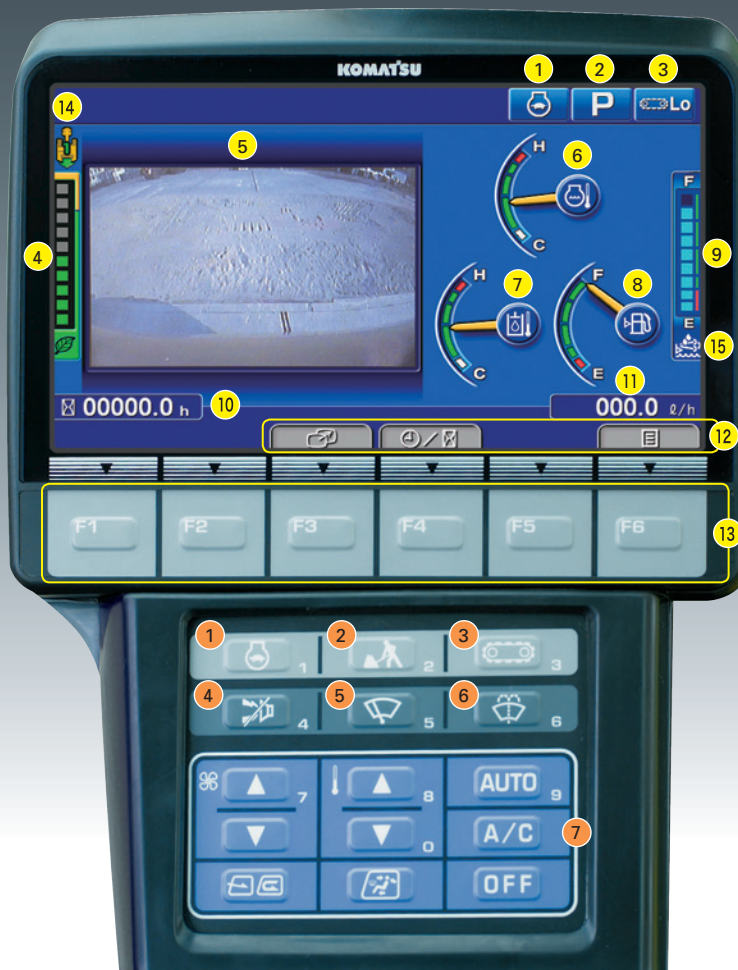 KOMATSU
1 2 3
P Lo
14
1
5
H
6
F
4
C
9
H
7
F
8
E
15
C
E
11
00000.0 h
10
000.0 ℓ/h
/
12
F1 F2 F3 F4 F5 F6
13
1 2 3
1 2 3
4 5 6
4 5 6
7 8 AUTO 9
0 A/C 7
OFF